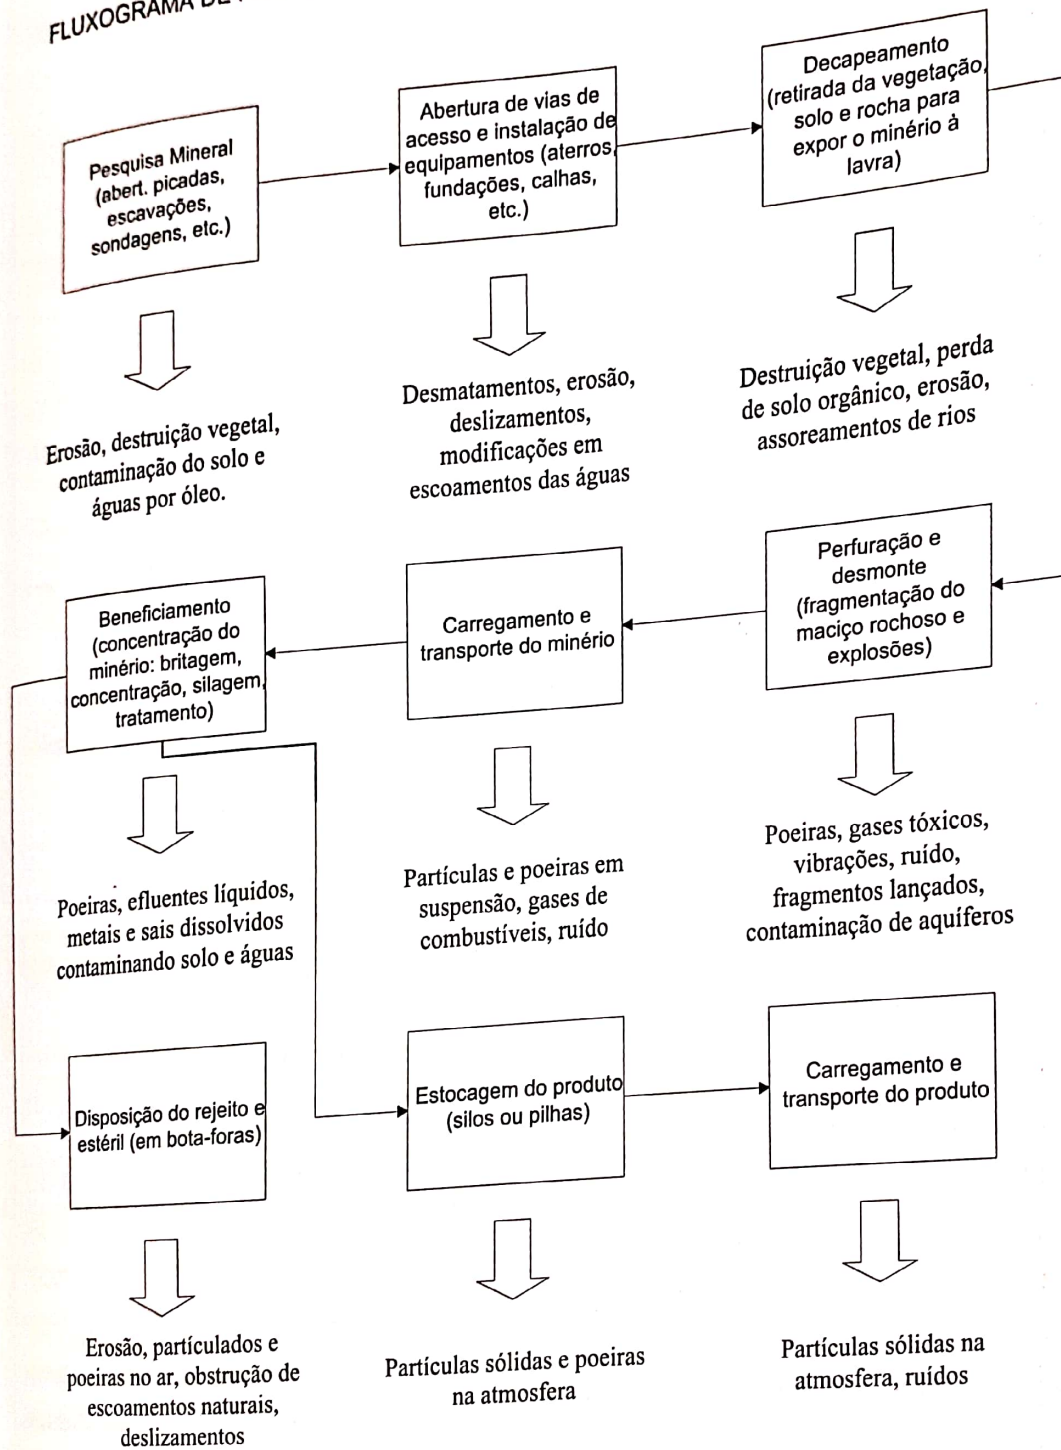 FLUXOGRAMA DE
Pesquisa Mineral
(abert. picadas,
escavações,
sondagens, etc.)
Abertura de vias de
acesso e instalação de
equipamentos (aterros,
fundações, calhas,
etc.)
Decapeamento
(retirada da vegetação,
solo e rocha para
expor o minério à
lavra)
Erosão, destruição vegetal,
contaminação do solo e
águas por óleo.
Desmatamentos, erosão,
deslizamentos,
modificações em
escoamentos das águas
Destruição vegetal, perda
de solo orgânico, erosão,
assoreamentos de rios
Beneficiamento
(concentração do
minério: britagem,
concentração, silagem,
tratamento)
Carregamento e
transporte do minério
Perfuração e
desmonte
(fragmentação do
maciço rochoso e
explosões)
Poeiras, efluentes líquidos,
metais e sais dissolvidos
contaminando solo e águas
Partículas e poeiras em
suspensão, gases de
combustíveis, ruído
Poeiras, gases tóxicos,
vibrações, ruído,
fragmentos lançados,
contaminação de aquíferos
Disposição do rejeito e
estéril (em bota-foras)
Estocagem do produto
(silos ou pilhas)
Carregamento e
transporte do produto
Erosão, partículados e
poeiras no ar, obstrução de
escoamentos naturais,
deslizamentos
Partículas sólidas e poeiras
na atmosfera
Partículas sólidas na
atmosfera, ruídos